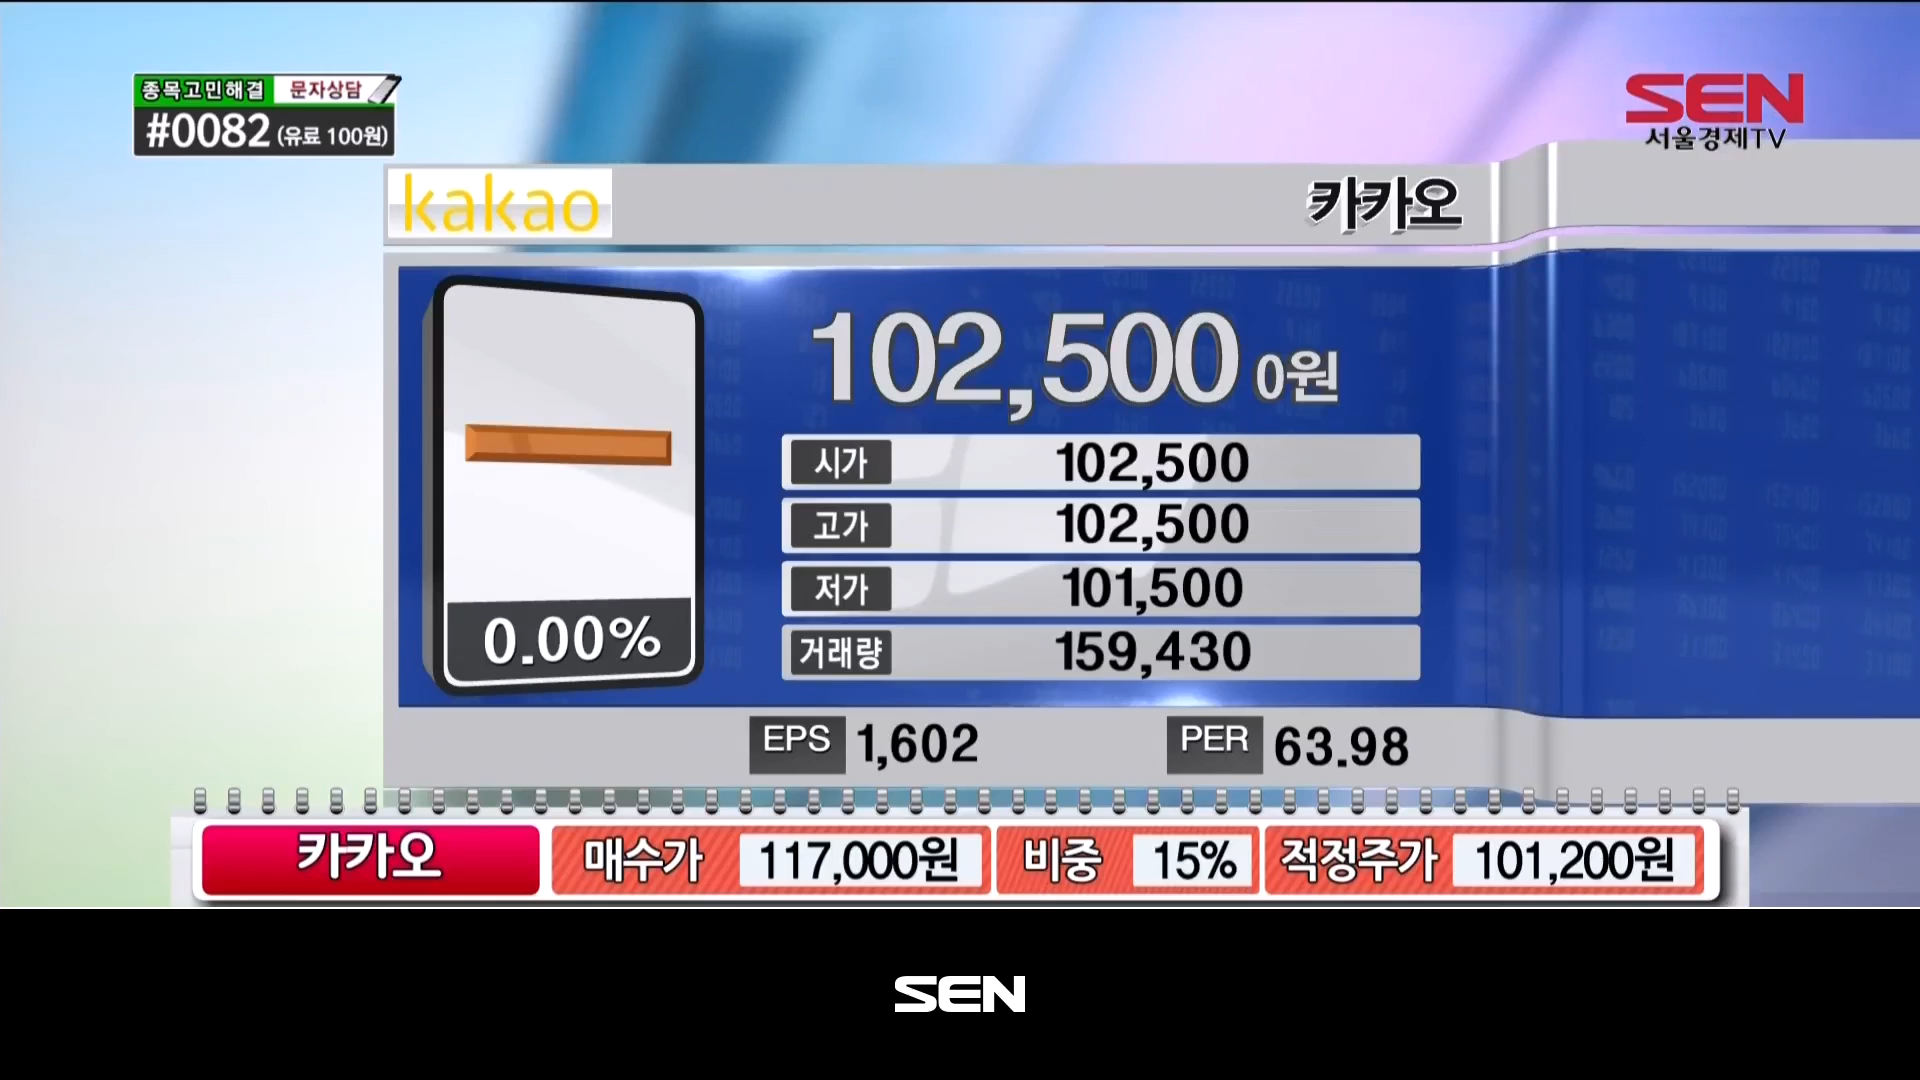 종목고민해결 문자상담
#0082 (유료 100원)
SEN
서울경제TV
kakao 카카오
102,500 0원
시가 102,500
고가 102,500
저가 101,500
거래량 159,430
0.00%
EPS 1,602 PER 63.98
카카오 매수가 117,000원 비중 15% 적정주가 101,200원
SEN